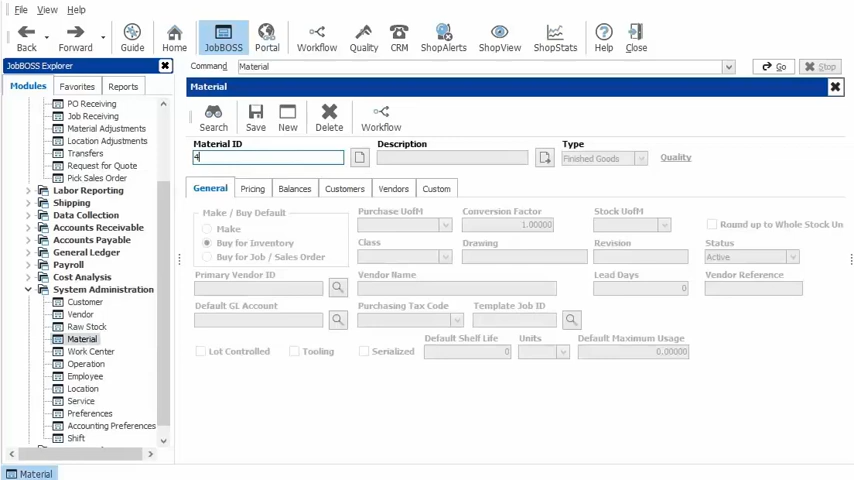 File View Help
Back Forward Guide Home JobBOSS Portal Workflow Quality CRM ShopAlerts ShopView ShopStats Help Close
JobBOSS Explorer
Command Material Go Stop
Modules Favorites Reports
PO Receiving
Job Receiving
Material Adjustments
Location Adjustments
Transfers
Request for Quote
Pick Sales Order
Labor Reporting
Shipping
Data Collection
Accounts Receivable
Accounts Payable
General Ledger
Payroll
Cost Analysis
System Administration
Customer
Vendor
Raw Stock
Material
Work Center
Operation
Employee
Location
Service
Preferences
Accounting Preferences
Shift
Material
Search Save New Delete Workflow
Material ID Description Type
4 Finished Goods Quality
General Pricing Balances Customers Vendors Custom
Make / Buy Default Purchase UofM Conversion Factor Stock UofM
Make 1.00000 Round up to Whole Stock Un
Buy for Inventory Class Drawing Revision Status
Buy for Job / Sales Order Active
Primary Vendor ID Vendor Name Lead Days Vendor Reference
0
Default GL Account Purchasing Tax Code Template Job ID
Default Shelf Life Units Default Maximum Usage
Lot Controlled Tooling Serialized 0 0.00000
Material